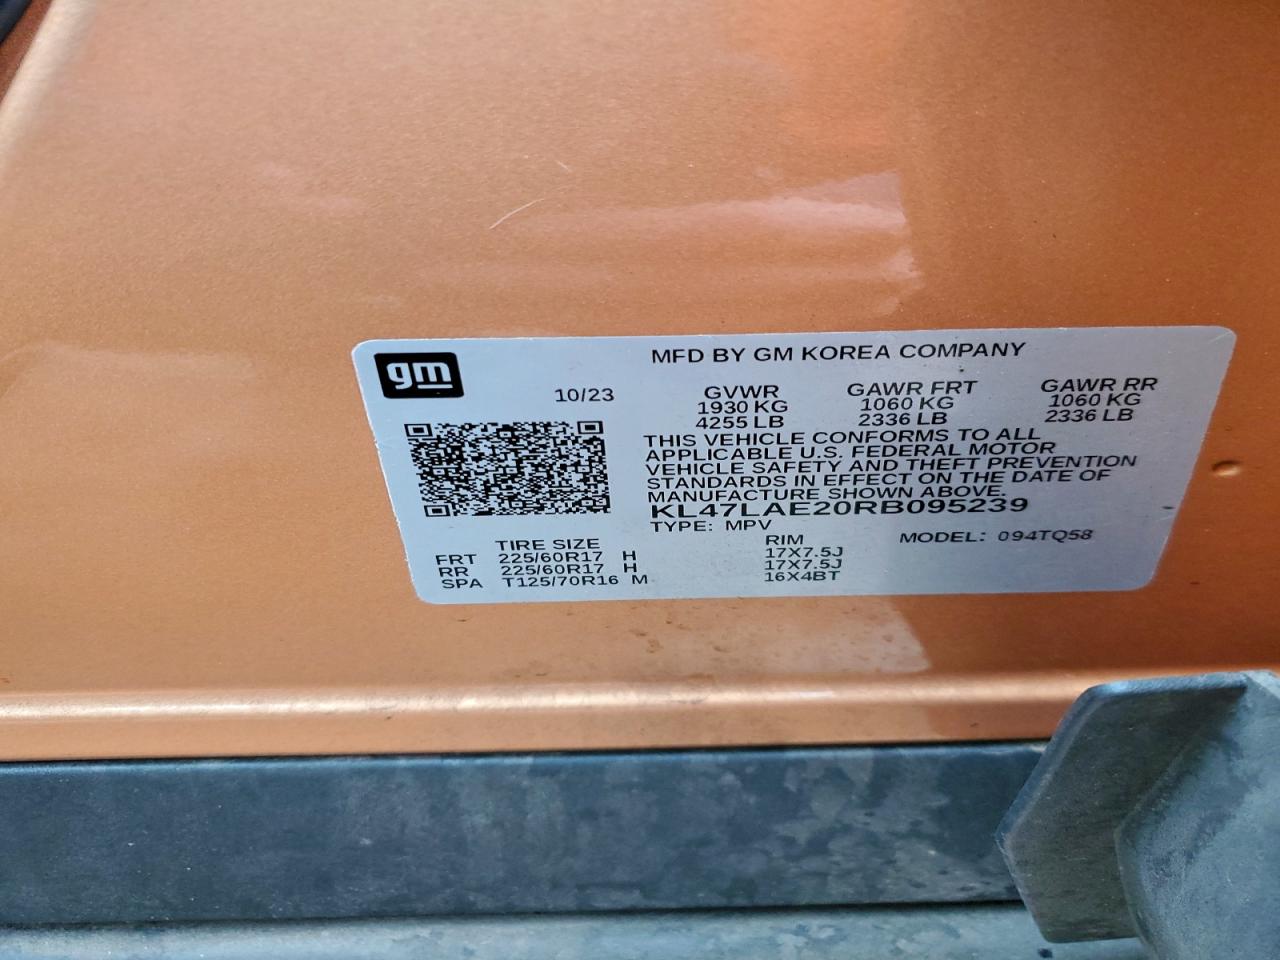 gm
MFD BY GM KOREA COMPANY
10/23 GVWR GAWR FRT GAWR RR
1930 KG 1060 KG 1060 KG
4255 LB 2336 LB 2336 LB
THIS VEHICLE CONFORMS TO ALL
APPLICABLE U.S. FEDERAL MOTOR
VEHICLE SAFETY AND THEFT PREVENTION
STANDARDS IN EFFECT ON THE DATE OF
MANUFACTURE SHOWN ABOVE.
KL47LAE20RB095239
TYPE: MPV
TIRE SIZE RIM MODEL: 094TQ58
FRT 225/60R17 H 17X7.5J
RR 225/60R17 H 17X7.5J
SPA T125/70R16 M 16X4BT